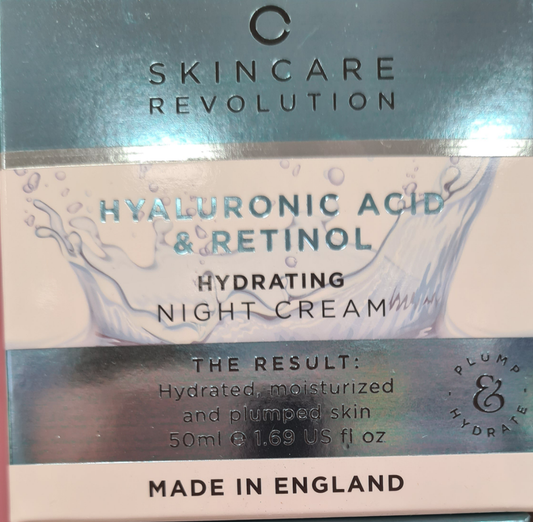 SKINCARE
REVOLUTION
HYALURONIC ACID
& RETINOL
HYDRATING
NIGHT CREAM
THE RESULT:
Hydrated, moisturized
and plumped skin
50ml ℮ 1.69 US fl oz
PLUMP
&
HYDRATE
MADE IN ENGLAND